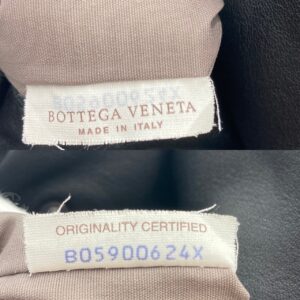 BOTTEGA VENETA
MADE IN ITALY
ORIGINALITY CERTIFIED
B05900624X